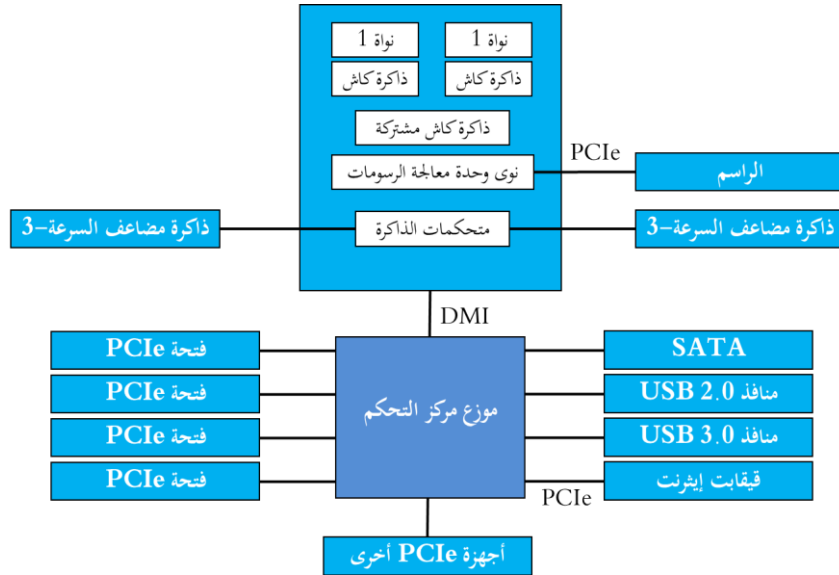 نواة 1
نواة 1
ذاكرة كاش
ذاكرة كاش
ذاكرة كاش مشتركة
نوى وحدة معالجة الرسومات
PCIe
الراسم
ذاكرة مضاعف السرعة-3
متحكمات الذاكرة
ذاكرة مضاعف السرعة-3
DMI
SATA
فتحة PCIe
منافذ USB 2.0
فتحة PCIe
موزع مركز التحكم
منافذ USB 3.0
فتحة PCIe
قيقابت إيثرنت
PCIe
فتحة PCIe
أجهزة PCIe أخرى